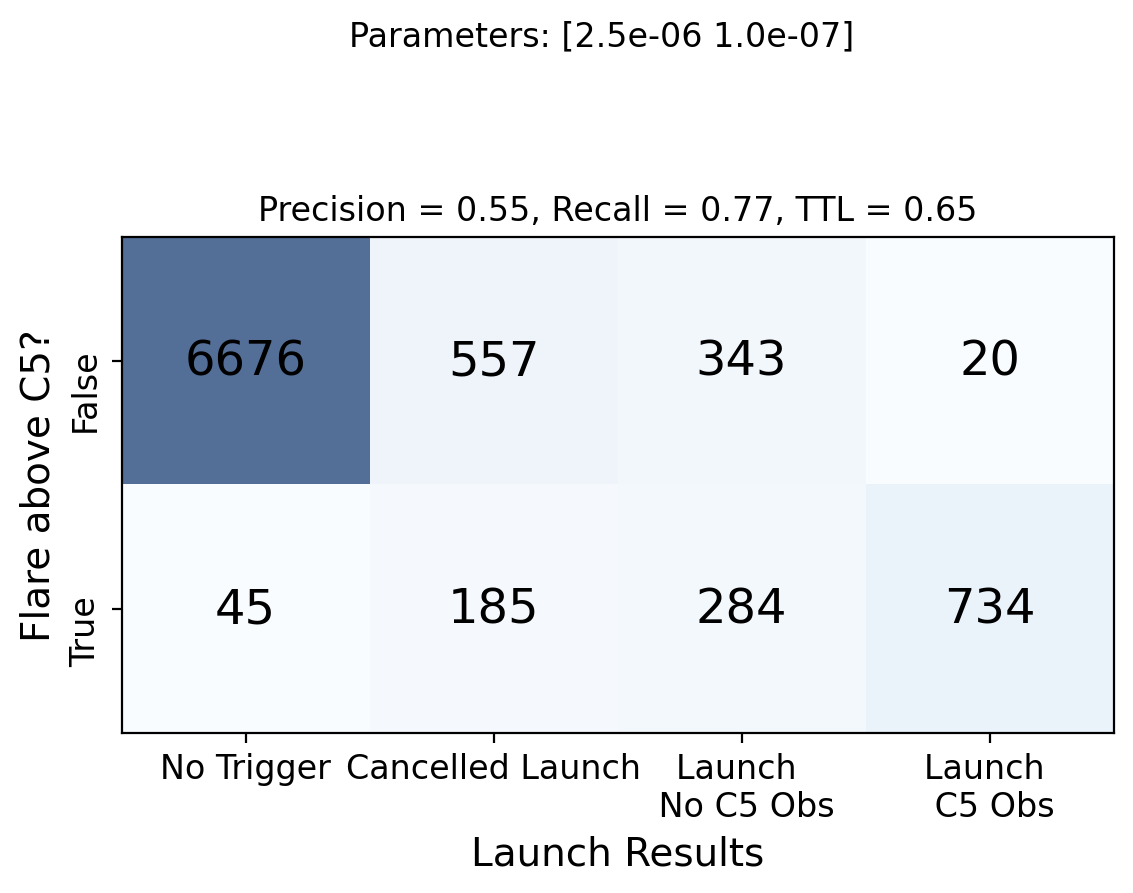 Parameters: [2.5e-06 1.0e-07]
Precision = 0.55, Recall = 0.77, TTL = 0.65
Flare above C5?
False
6676 557 343 20
True
45 185 284 734
No Trigger Cancelled Launch Launch Launch
No C5 Obs C5 Obs
Launch Results